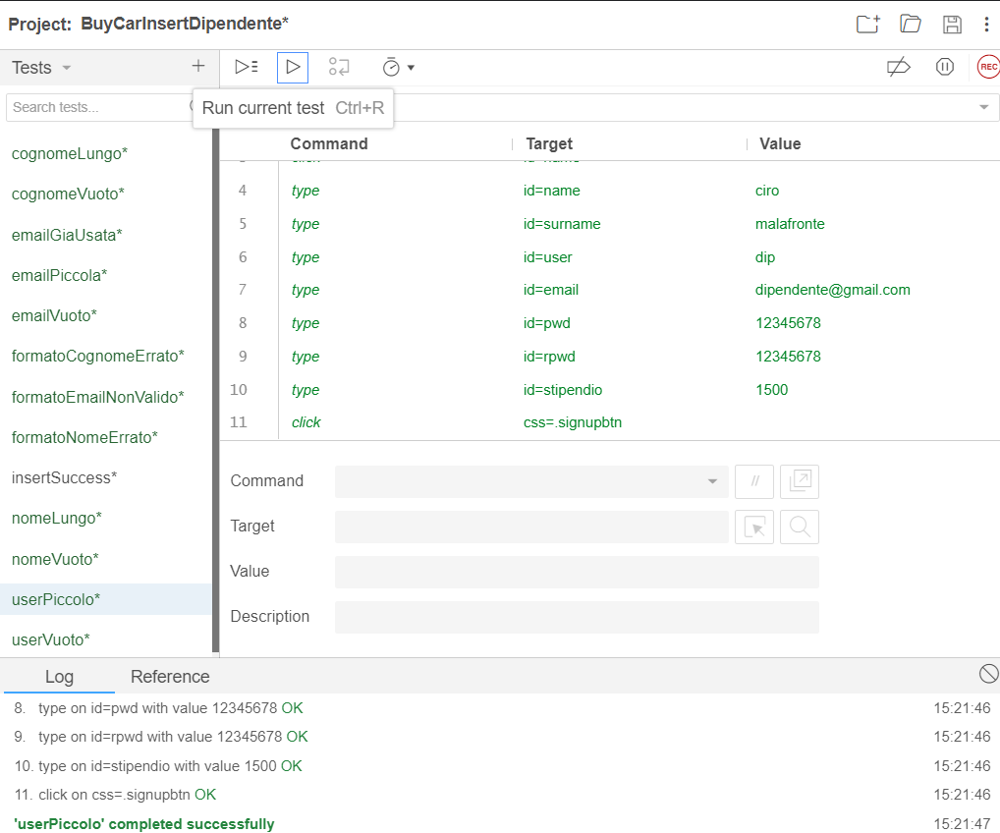 Project: BuyCarInsertDipendente*
Tests
REC
Search tests...
Run current test Ctrl+R
Command Target Value
cognomeLungo*
cognomeVuoto*
emailGiaUsata*
emailPiccola*
emailVuoto*
formatoCognomeErrato*
formatoEmailNonValido*
formatoNomeErrato*
insertSuccess*
nomeLungo*
nomeVuoto*
userPiccolo*
userVuoto*
4 type id=name ciro
5 type id=surname malafronte
6 type id=user dip
7 type id=email dipendente@gmail.com
8 type id=pwd 12345678
9 type id=rpwd 12345678
10 type id=stipendio 1500
11 click css=.signupbtn
Command //
Target
Value
Description
Log Reference
8. type on id=pwd with value 12345678 OK 15:21:46
9. type on id=rpwd with value 12345678 OK 15:21:46
10. type on id=stipendio with value 1500 OK 15:21:46
11. click on css=.signupbtn OK 15:21:46
'userPiccolo' completed successfully 15:21:47